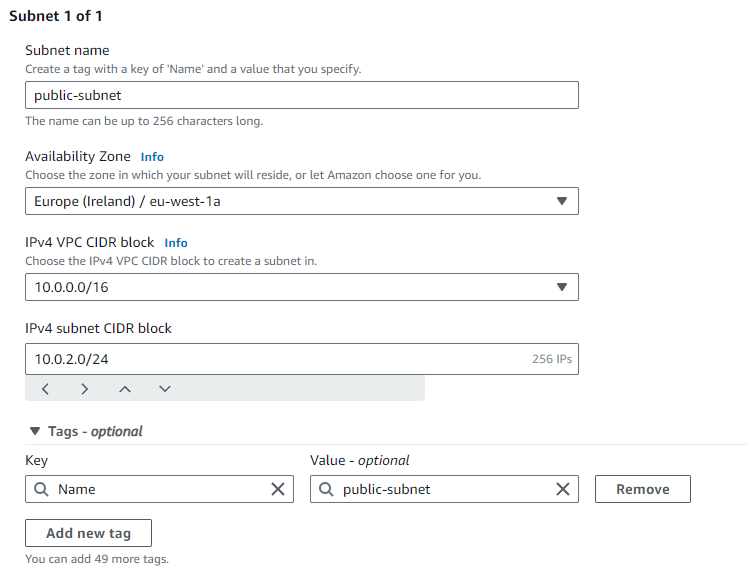 Subnet 1 of 1
Subnet name
Create a tag with a key of 'Name' and a value that you specify.
public-subnet
The name can be up to 256 characters long.
Availability Zone Info
Choose the zone in which your subnet will reside, or let Amazon choose one for you.
Europe (Ireland) / eu-west-1a
IPv4 VPC CIDR block Info
Choose the IPv4 VPC CIDR block to create a subnet in.
10.0.0.0/16
IPv4 subnet CIDR block
10.0.2.0/24 256 IPs
Tags - optional
Key Value - optional
Name public-subnet Remove
Add new tag
You can add 49 more tags.